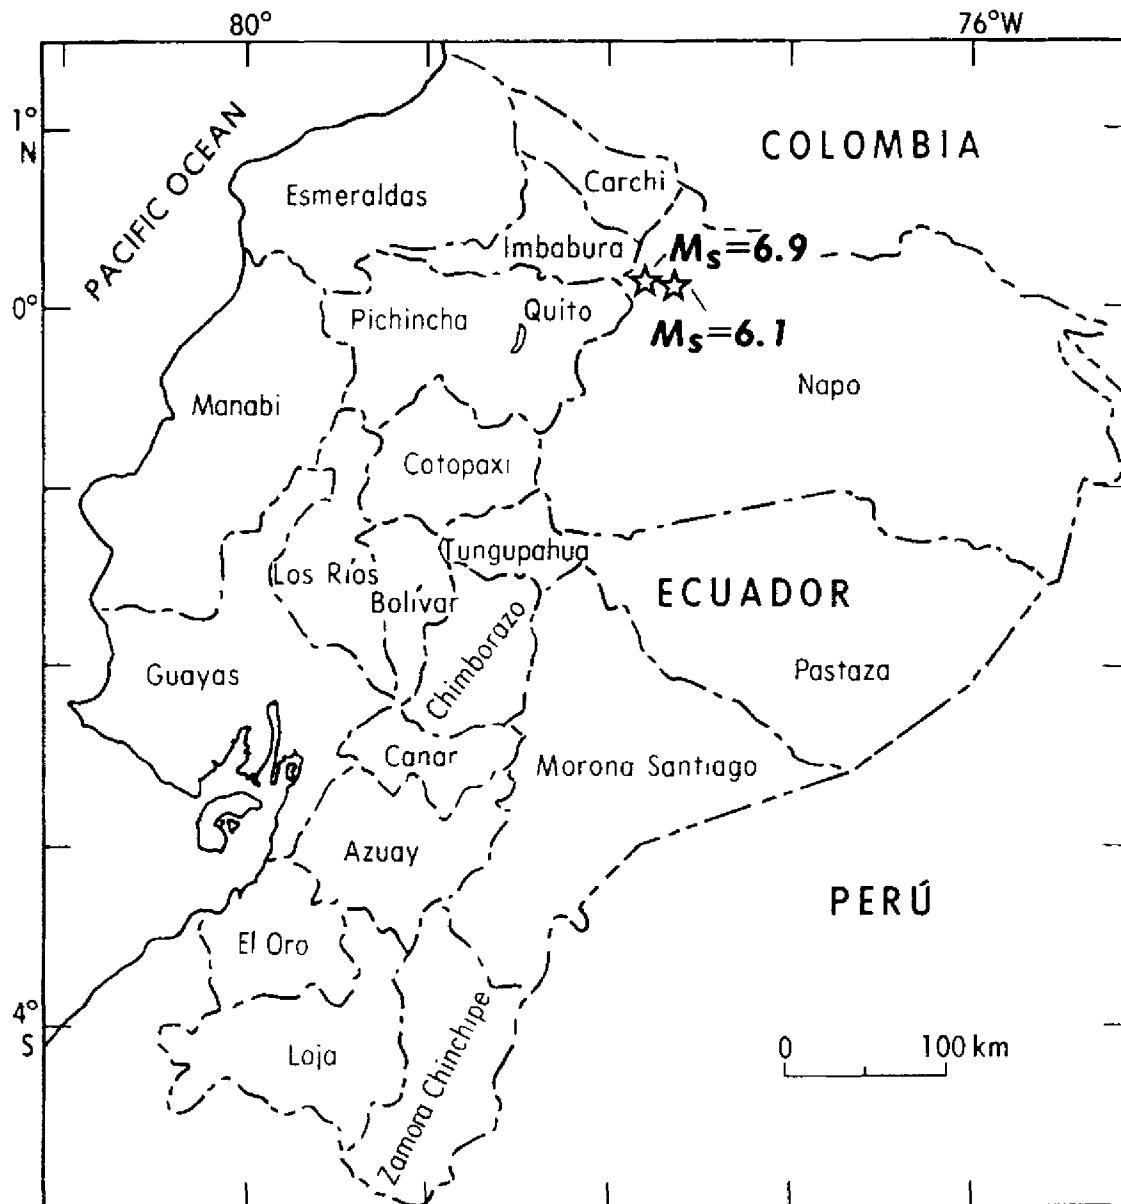 80°
76°W
1°
N
PACIFIC OCEAN
COLOMBIA
Carchi
Esmeraldas
Imbabura
Ms=6.9
0°
Pichincha
Quito
Ms=6.1
Napo
Manabi
Cotopaxi
Tungupahua
Los Ríos
Bolívar
ECUADOR
Chimborazo
Guayas
Pastaza
Canar
Morona Santiago
Azuay
PERÚ
El Oro
4°
S
Loja
Zamora Chinchipe
0
100 km